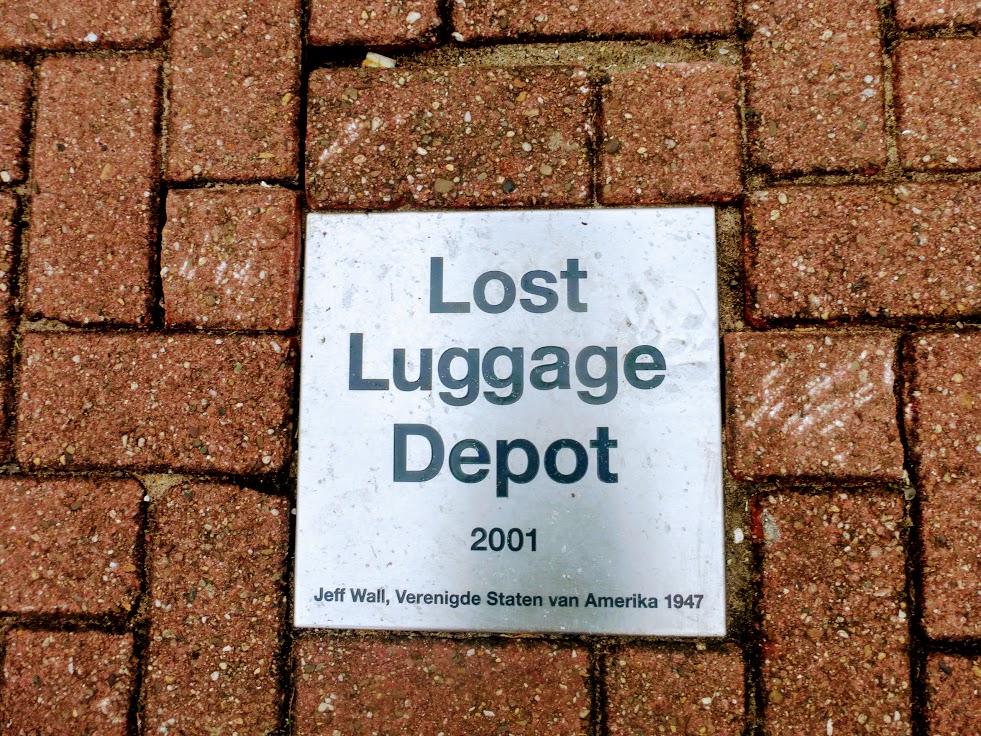 Lost
Luggage
Depot
2001
Jeff Wall, Verenigde Staten van Amerika 1947